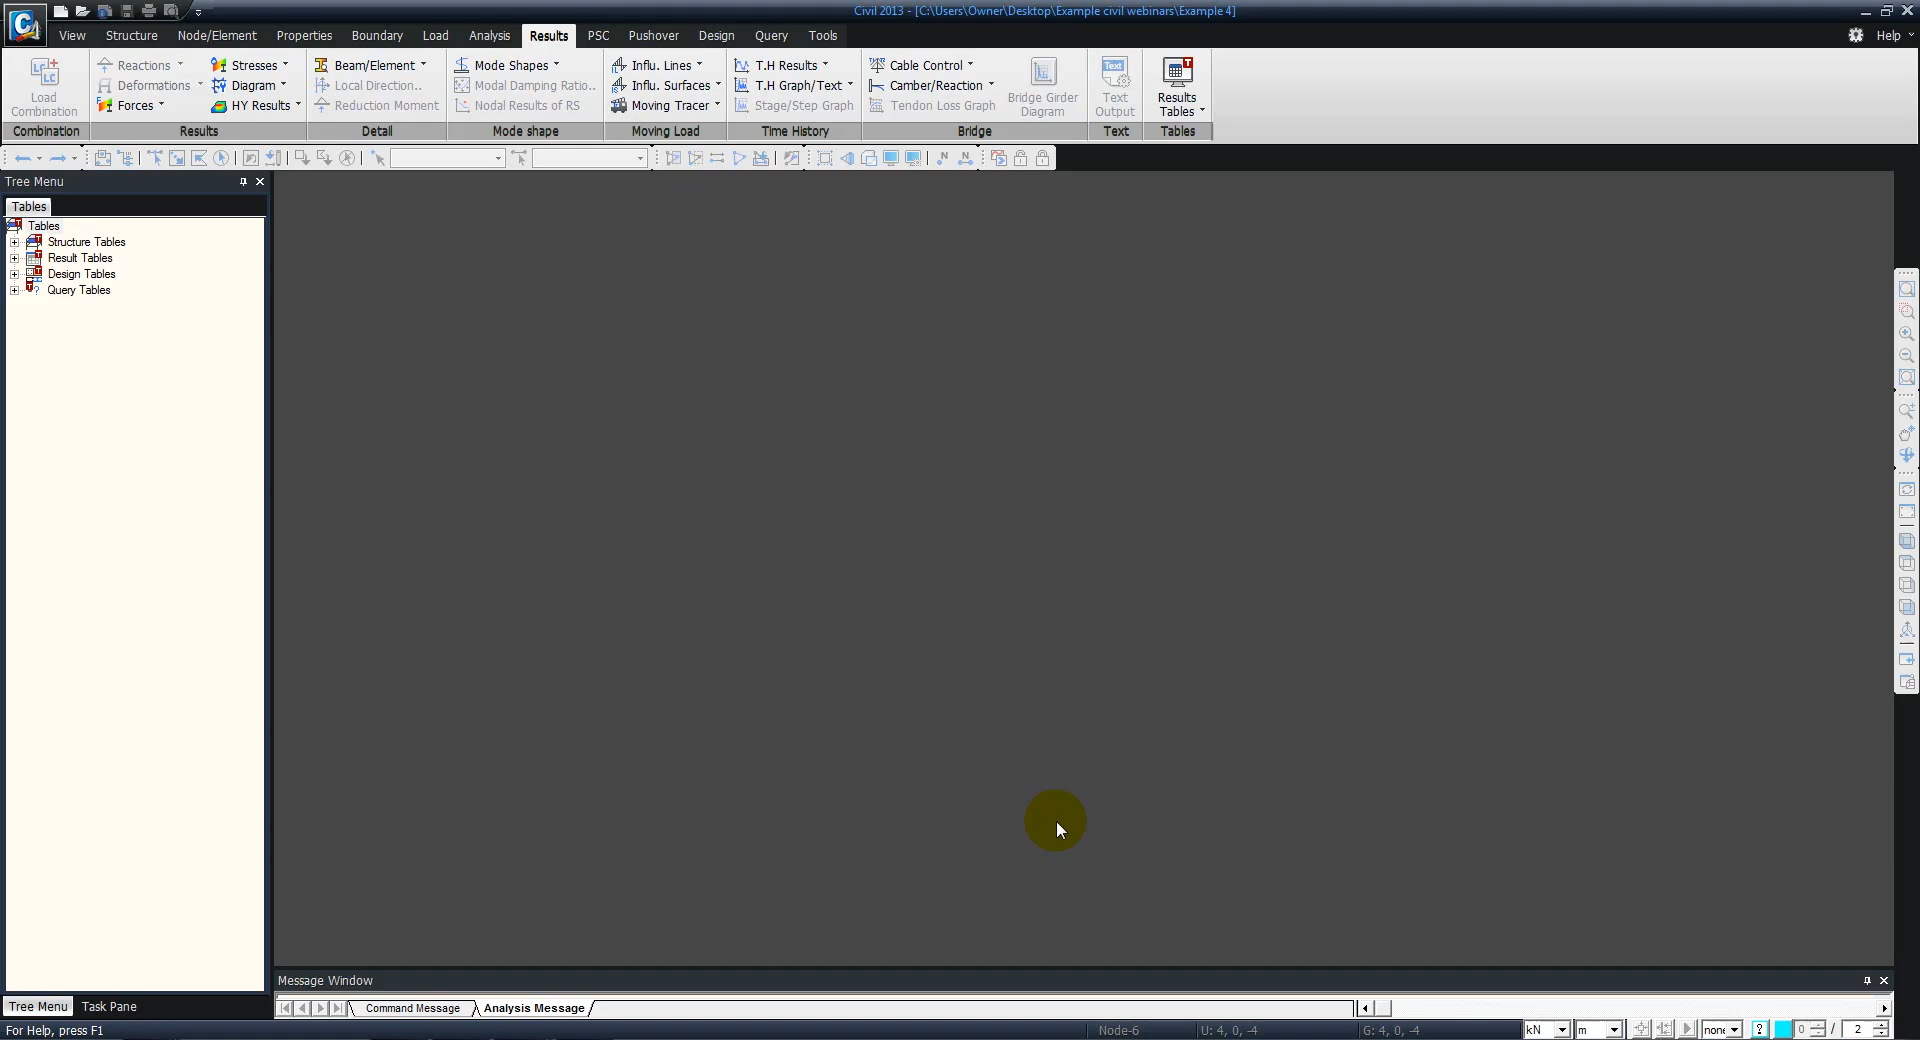 Civil 2013 - [C:\Users\Owner\Desktop\Example civil webinars\Example 4]
View Structure Node/Element Properties Boundary Load Analysis Results PSC Pushover Design Query Tools Help
Load Combination
Combination
Reactions
Deformations
Forces
Stresses
Diagram
HY Results
Results
Beam/Element
Local Direction..
Reduction Moment
Detail
Mode Shapes
Modal Damping Ratio..
Nodal Results of RS
Mode shape
Influ. Lines
Influ. Surfaces
Moving Tracer
Moving Load
T.H Results
T.H Graph/Text
Stage/Step Graph
Time History
Cable Control
Camber/Reaction
Tendon Loss Graph
Bridge Girder
Diagram
Bridge
Text
Text
Output
Text
Results
Tables
Tables
Tree Menu
Tables
Tables
Structure Tables
Result Tables
Design Tables
Query Tables
Tree Menu Task Pane
Message Window
Command Message Analysis Message
For Help, press F1
Node-6 U: 4, 0, -4 G: 4, 0, -4 kN m none 0 / 2